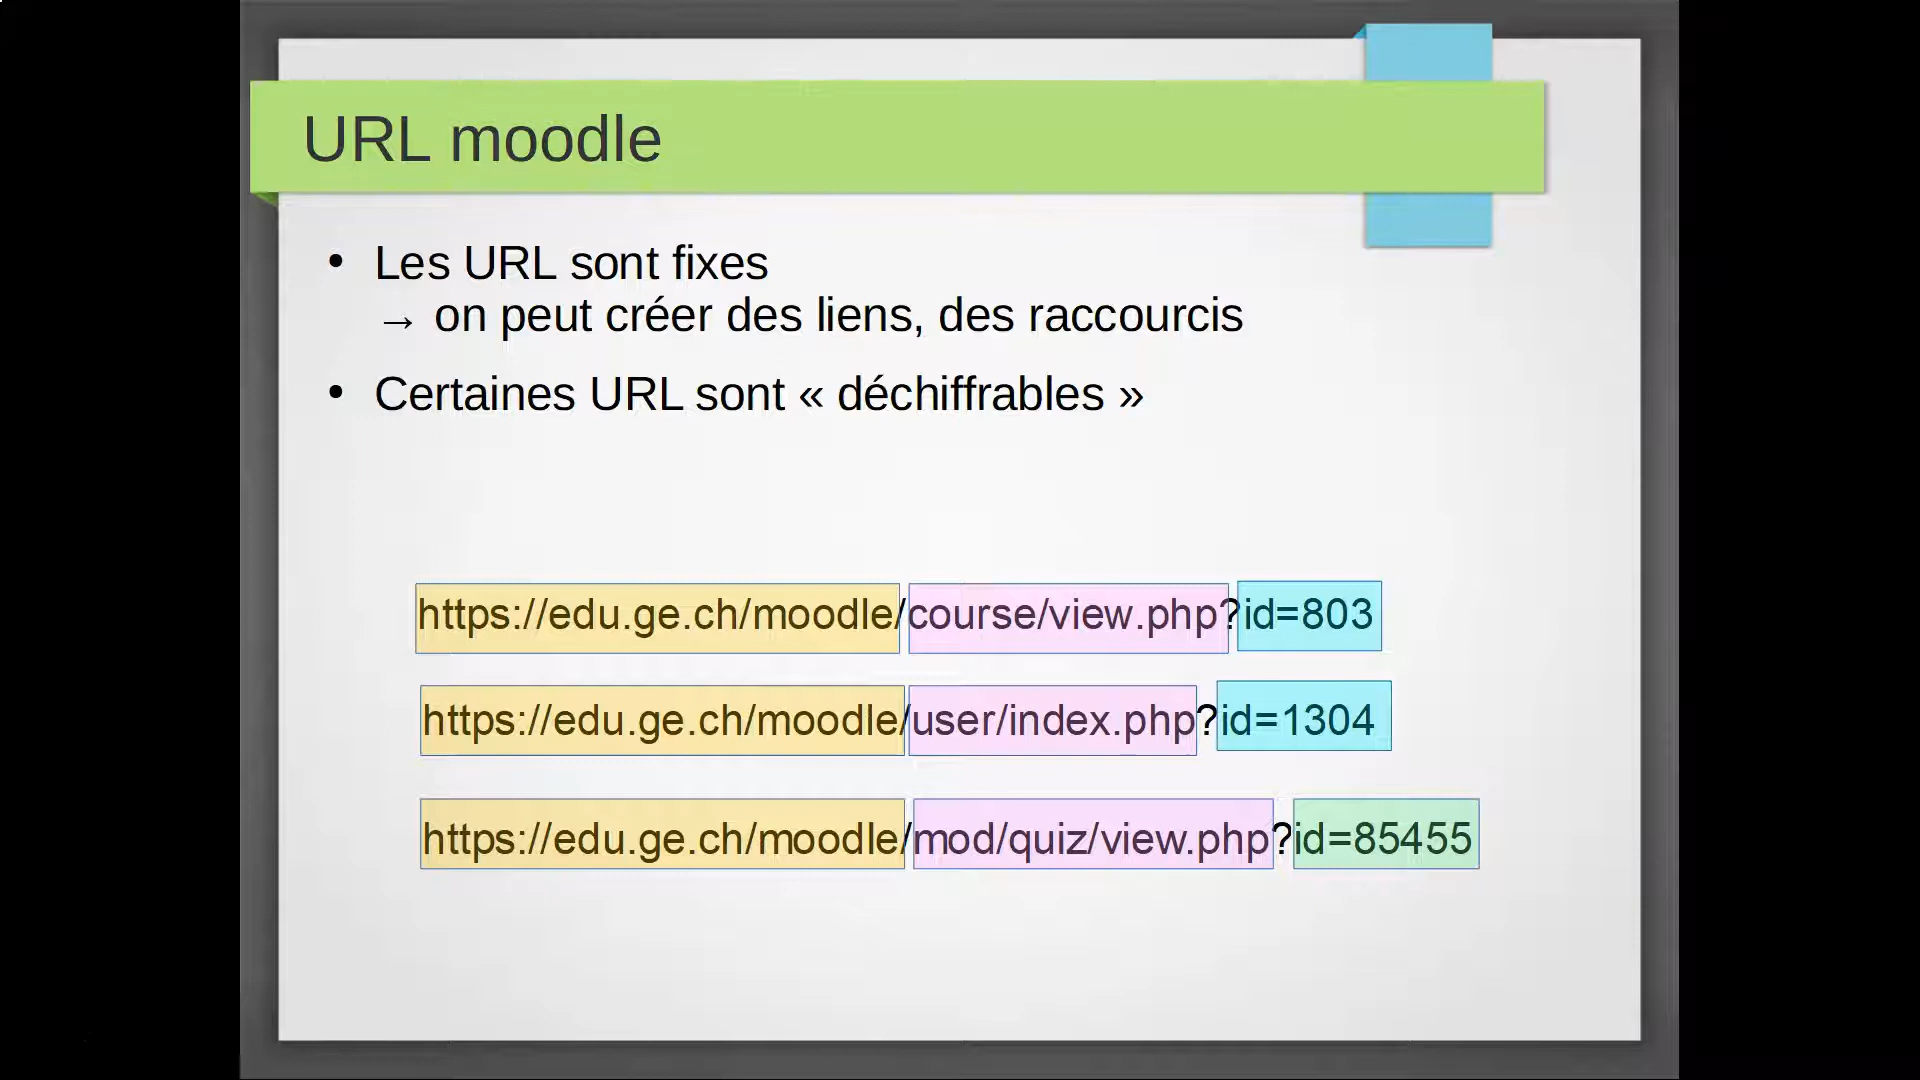 URL moodle
• Les URL sont fixes
→ on peut créer des liens, des raccourcis
• Certaines URL sont « déchiffrables »
https://edu.ge.ch/moodle/course/view.php?id=803
https://edu.ge.ch/moodle/user/index.php?id=1304
https://edu.ge.ch/moodle/mod/quiz/view.php?id=85455